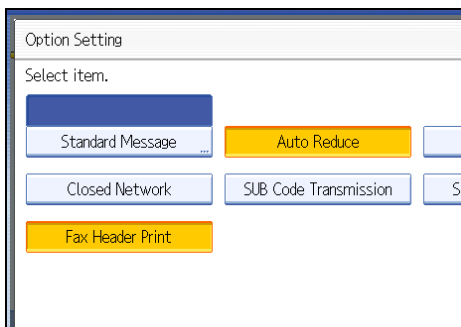 Option Setting
Select item.
Standard Message ...
Auto Reduce
Closed Network
SUB Code Transmission
S
Fax Header Print